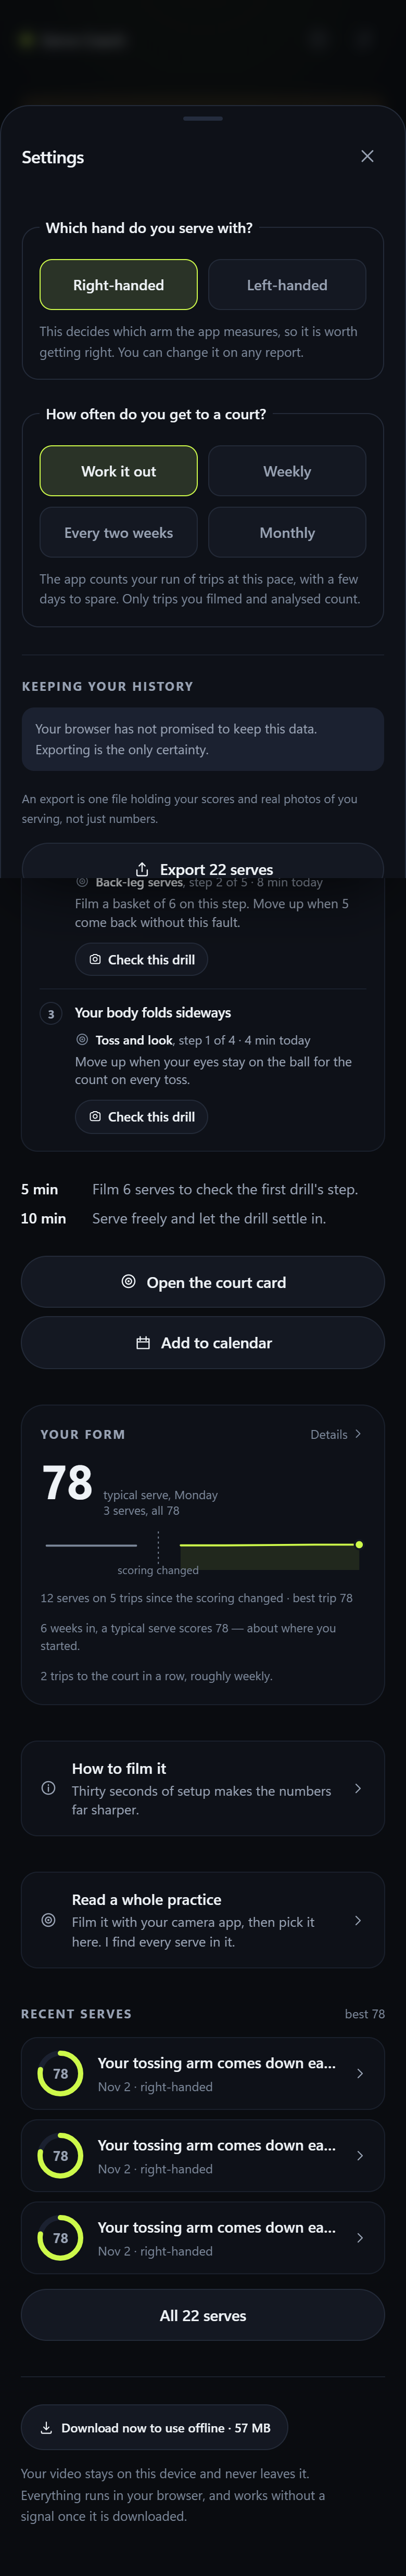 Settings
Which hand do you serve with?
Right-handed
Left-handed
This decides which arm the app measures, so it is worth
getting right. You can change it on any report.
How often do you get to a court?
Work it out
Weekly
Every two weeks
Monthly
The app counts your run of trips at this pace, with a few
days to spare. Only trips you filmed and analysed count.
KEEPING YOUR HISTORY
Your browser has not promised to keep this data.
Exporting is the only certainty.
An export is one file holding your scores and real photos of you
serving, not just numbers.
Export 22 serves
Back-leg serves, step 2 of 5 · 8 min today
Film a basket of 6 on this step. Move up when 5
come back without this fault.
Check this drill
3
Your body folds sideways
Toss and look, step 1 of 4 · 4 min today
Move up when your eyes stay on the ball for the
count on every toss.
Check this drill
5 min Film 6 serves to check the first drill's step.
10 min Serve freely and let the drill settle in.
Open the court card
Add to calendar
YOUR FORM
Details
78
typical serve, Monday
3 serves, all 78
scoring changed
12 serves on 5 trips since the scoring changed · best trip 78
6 weeks in, a typical serve scores 78 — about where you
started.
2 trips to the court in a row, roughly weekly.
How to film it
Thirty seconds of setup makes the numbers
far sharper.
Read a whole practice
Film it with your camera app, then pick it
here. I find every serve in it.
RECENT SERVES
best 78
78
Your tossing arm comes down ea...
Nov 2 · right-handed
78
Your tossing arm comes down ea...
Nov 2 · right-handed
78
Your tossing arm comes down ea...
Nov 2 · right-handed
All 22 serves
Download now to use offline · 57 MB
Your video stays on this device and never leaves it.
Everything runs in your browser, and works without a
signal once it is downloaded.